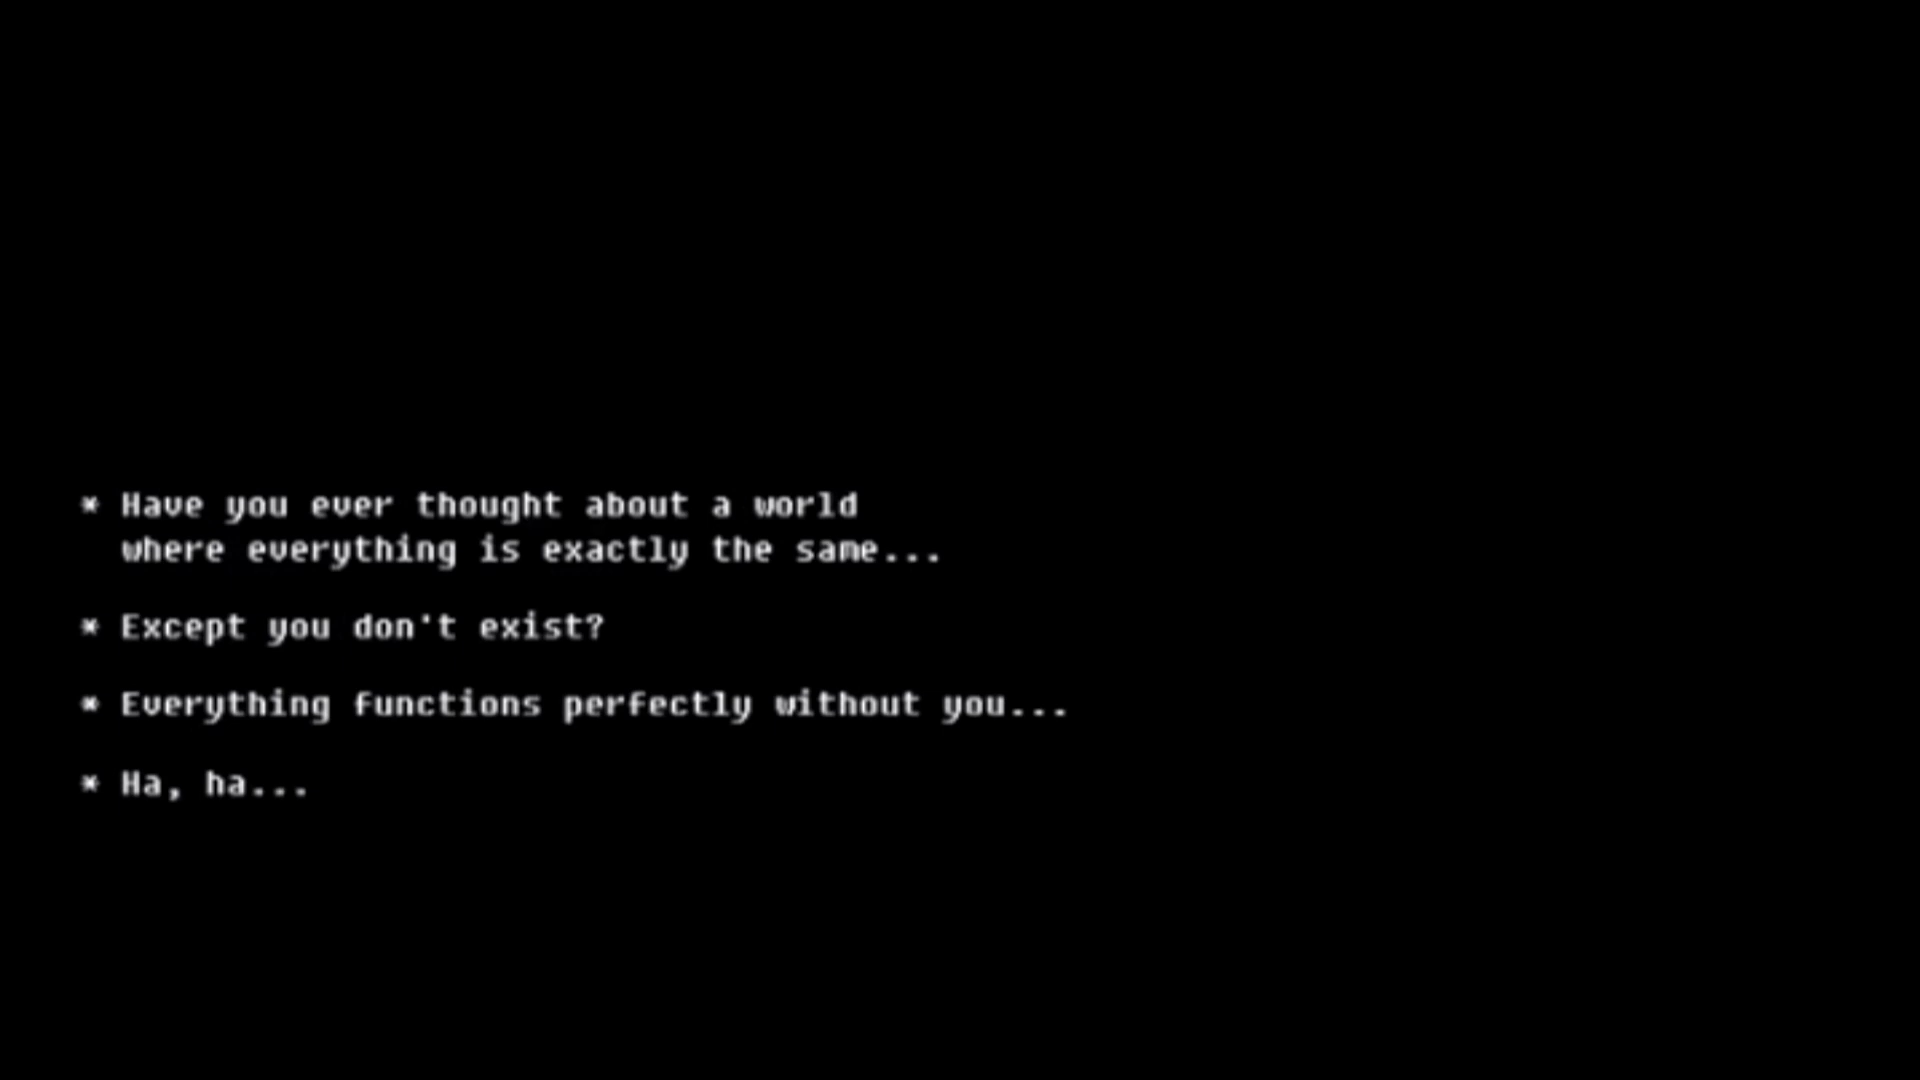 * Have you ever thought about a world
where everything is exactly the same...
* Except you don't exist?
* Everything functions perfectly without you...
* Ha, ha...